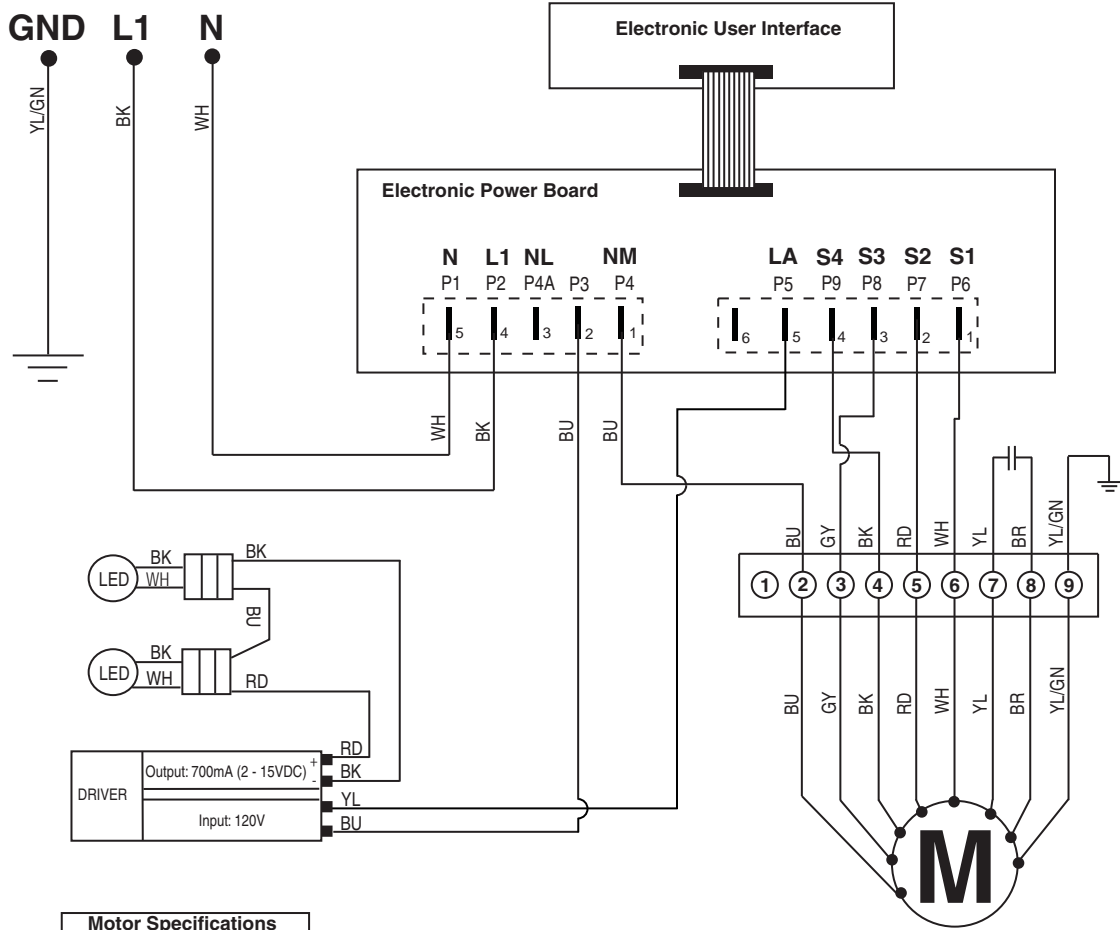 GND L1 N
Electronic User Interface
YL/GN
BK
WH
Electronic Power Board
N L1 NL NM LA S4 S3 S2 S1
P1 P2 P4A P3 P4 P5 P9 P8 P7 P6
5 4 3 2 1 6 5 4 3 2 1
WH BK BU BU
BU GY BK RD WH YL BR YL/GN
1 2 3 4 5 6 7 8 9
BU GY BK RD WH YL BR YL/GN
LED BK BK
WH
BU
LED BK
WH RD
DRIVER
Output: 700mA (2 - 15VDC) + RD
- BK
Input: 120V YL
BU
M
Motor Specifications